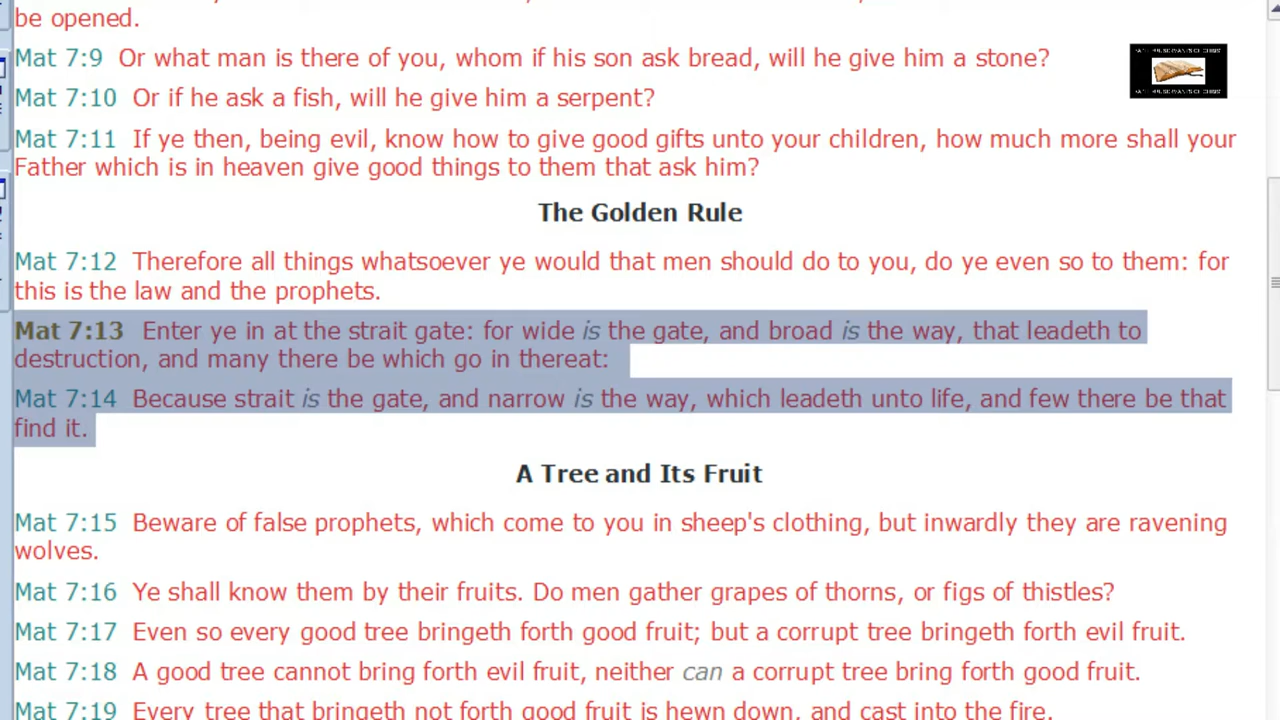 be opened.
Mat 7:9 Or what man is there of you, whom if his son ask bread, will he give him a stone?
Mat 7:10 Or if he ask a fish, will he give him a serpent?
Mat 7:11 If ye then, being evil, know how to give good gifts unto your children, how much more shall your
Father which is in heaven give good things to them that ask him?
The Golden Rule
Mat 7:12 Therefore all things whatsoever ye would that men should do to you, do ye even so to them: for
this is the law and the prophets.
Mat 7:13 Enter ye in at the strait gate: for wide is the gate, and broad is the way, that leadeth to
destruction, and many there be which go in thereat:
Mat 7:14 Because strait is the gate, and narrow is the way, which leadeth unto life, and few there be that
find it.
A Tree and Its Fruit
Mat 7:15 Beware of false prophets, which come to you in sheep's clothing, but inwardly they are ravening
wolves.
Mat 7:16 Ye shall know them by their fruits. Do men gather grapes of thorns, or figs of thistles?
Mat 7:17 Even so every good tree bringeth forth good fruit; but a corrupt tree bringeth forth evil fruit.
Mat 7:18 A good tree cannot bring forth evil fruit, neither can a corrupt tree bring forth good fruit.
Mat 7:19 Every tree that bringeth not forth good fruit is hewn down, and cast into the fire.